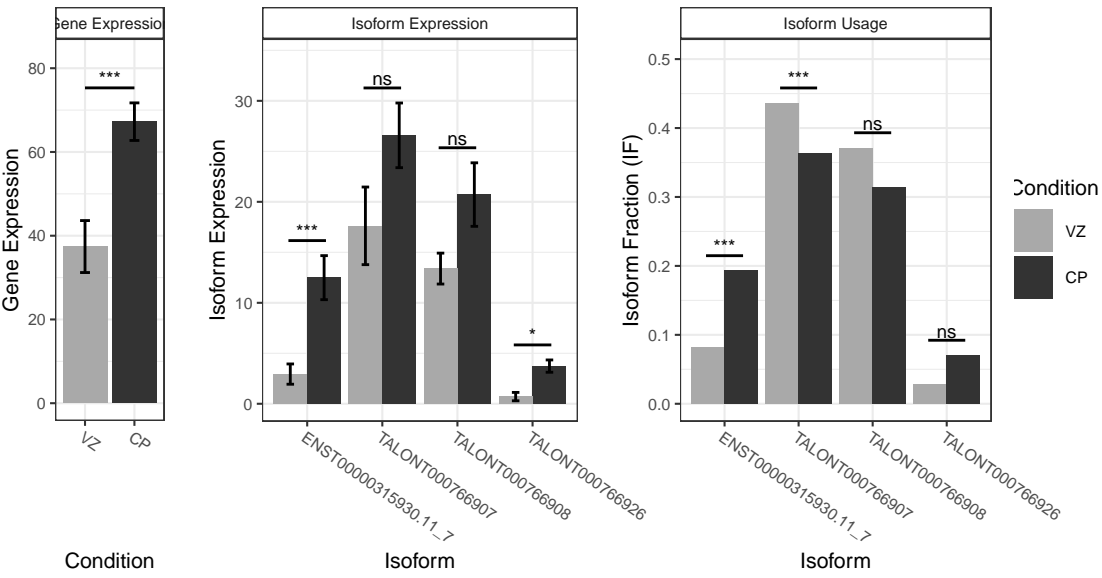 Gene Expression
Isoform Expression
Isoform Usage
Gene Expression
80
60
40
20
0
***
VZ
CP
Condition
Isoform Expression
30
20
10
0
***
ns
ns
*
ENST00000315930.11_7
TALONT000766907
TALONT000766908
TALONT000766926
Isoform
Isoform Fraction (IF)
0.5
0.4
0.3
0.2
0.1
0.0
***
***
ns
ns
ENST00000315930.11_7
TALONT000766907
TALONT000766908
TALONT000766926
Isoform
Condition
VZ
CP